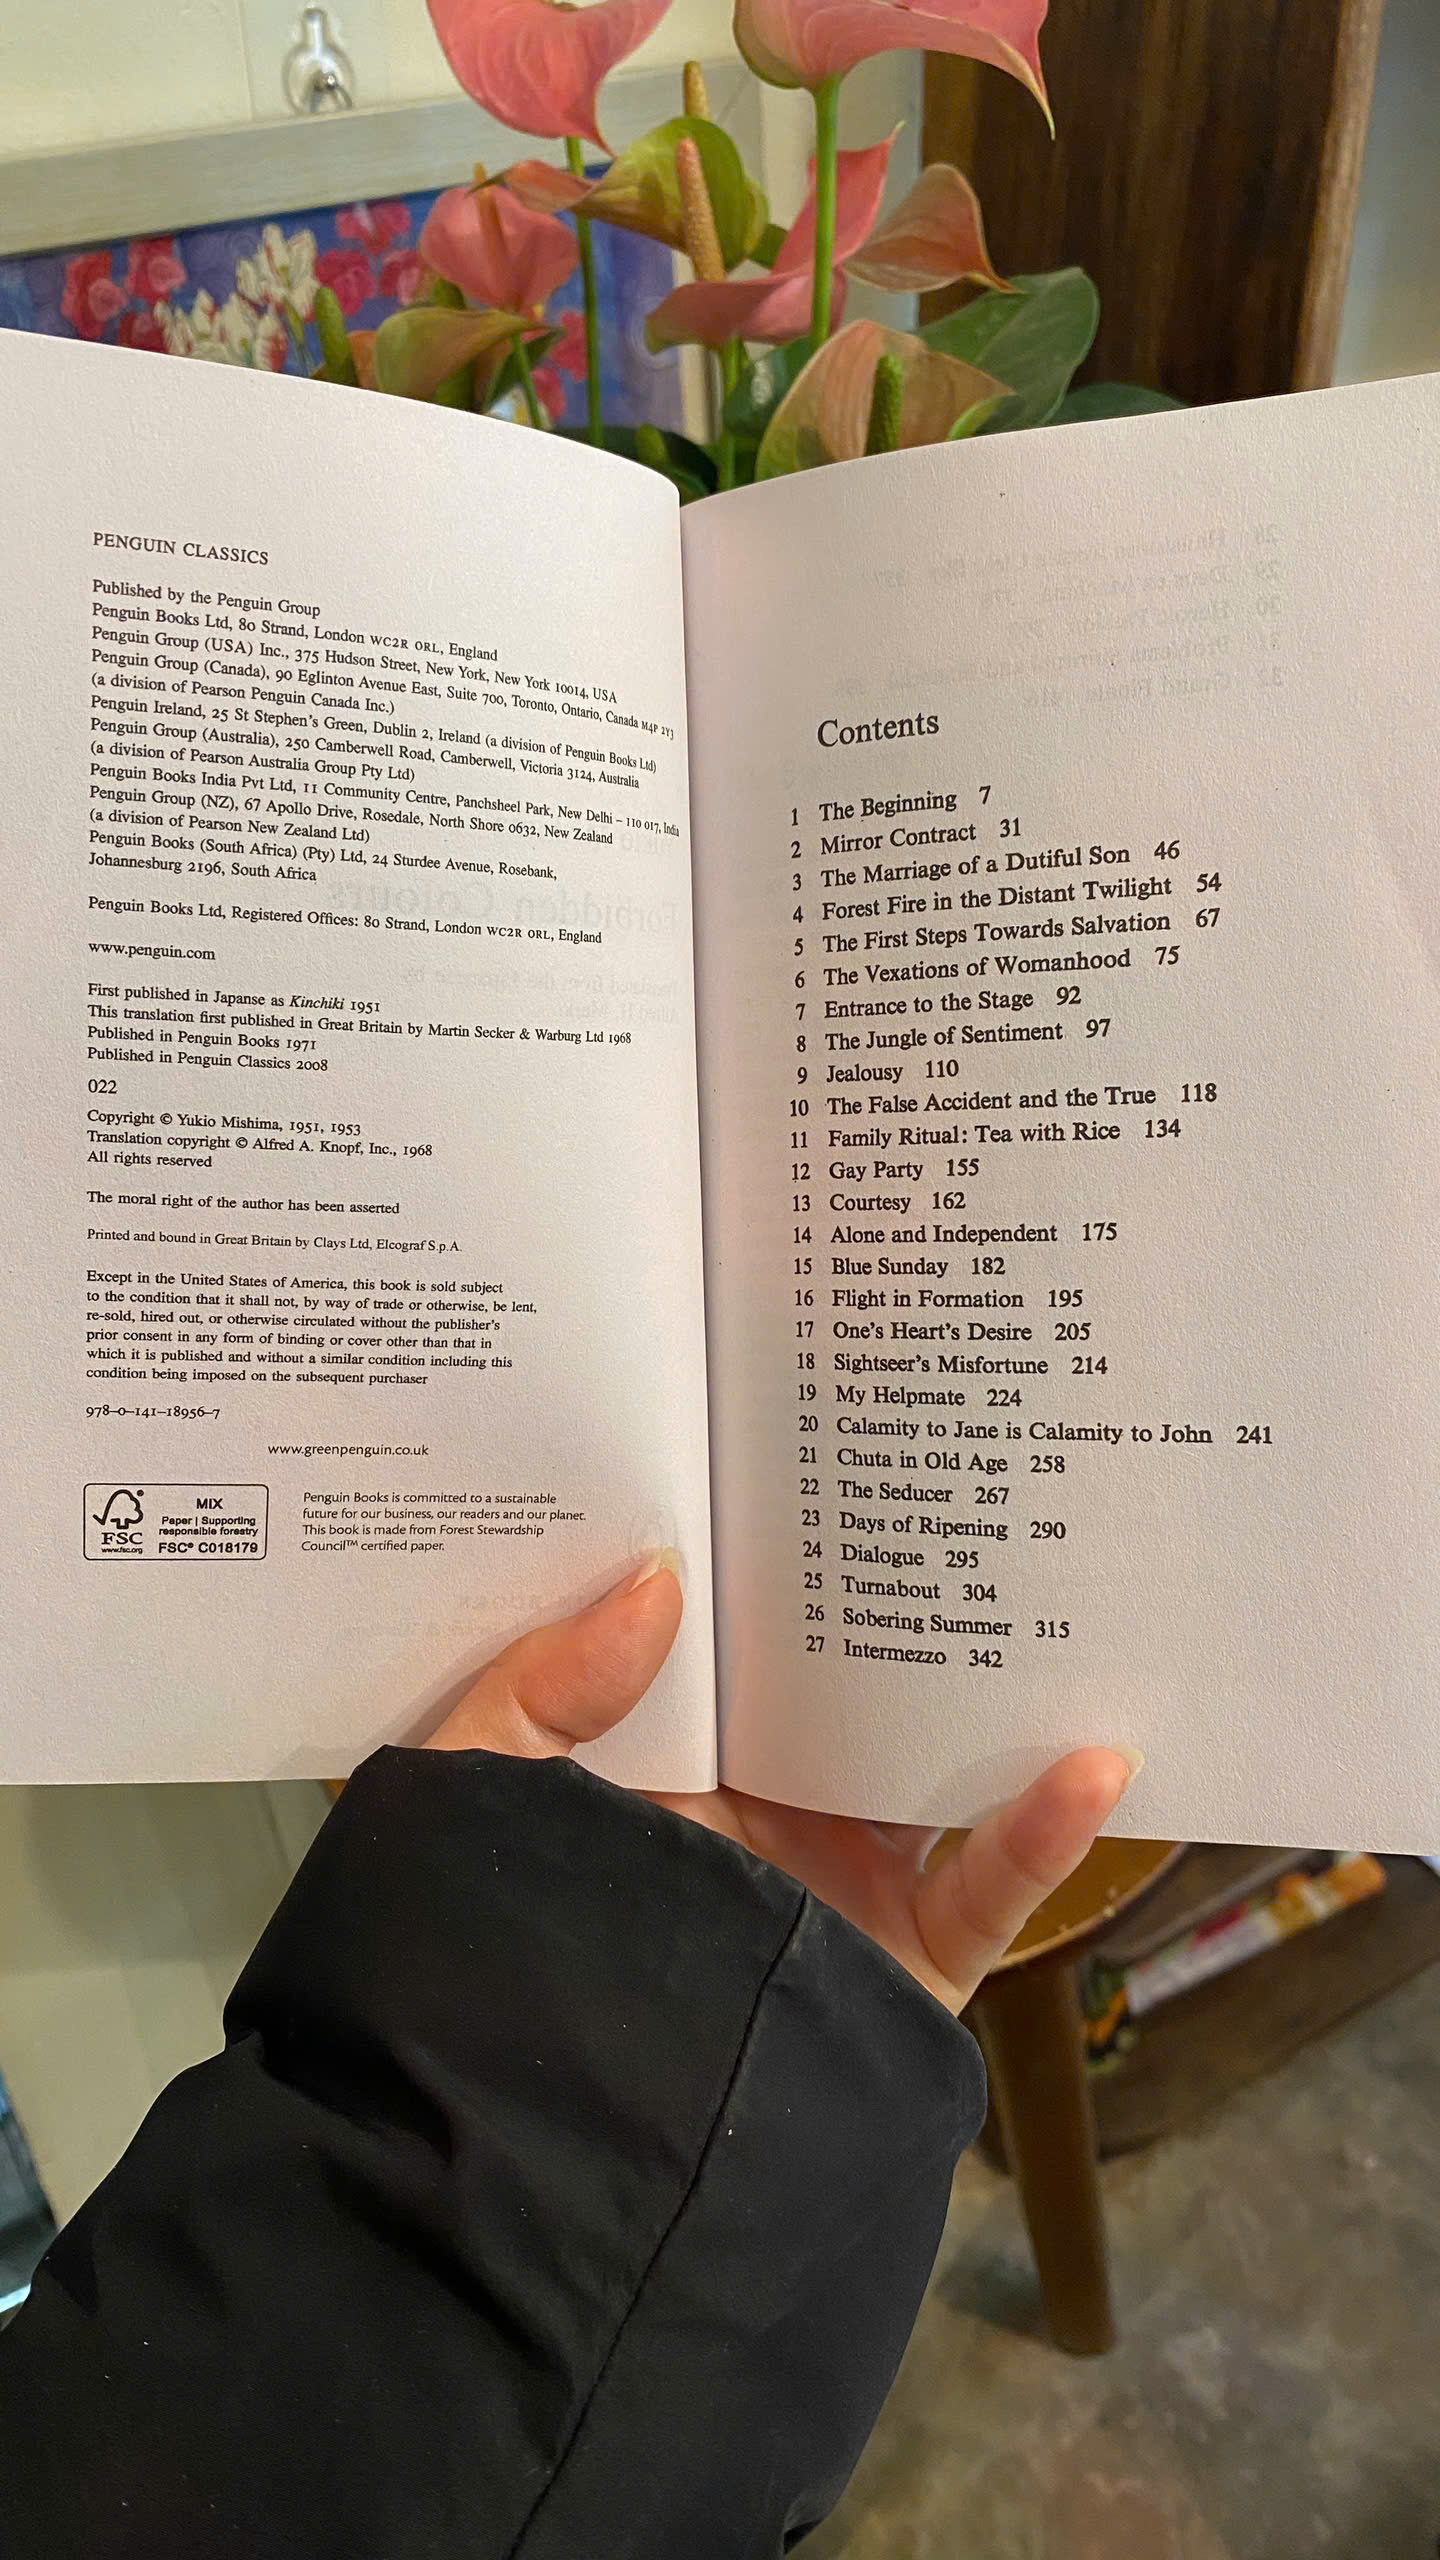 PENGUIN CLASSICS
Published by the Penguin Group
Penguin Books Ltd, 80 Strand, London WC2R ORL, England
Penguin Group (USA) Inc., 375 Hudson Street, New York, New York 10014, USA
Penguin Group (Canada), 90 Eglinton Avenue East, Suite 700, Toronto, Ontario, Canada M4P 2Y3
(a division of Pearson Penguin Canada Inc.)
Penguin Ireland, 25 St Stephen's Green, Dublin 2, Ireland (a division of Penguin Books Ltd)
Penguin Group (Australia), 250 Camberwell Road, Camberwell, Victoria 3124, Australia
(a division of Pearson Australia Group Pty Ltd)
Penguin Books India Pvt Ltd, 11 Community Centre, Panchsheel Park, New Delhi – 110 017, India
Penguin Group (NZ), 67 Apollo Drive, Rosedale, North Shore 0632, New Zealand
(a division of Pearson New Zealand Ltd)
Penguin Books (South Africa) (Pty) Ltd, 24 Sturdee Avenue, Rosebank,
Johannesburg 2196, South Africa
Penguin Books Ltd, Registered Offices: 80 Strand, London WC2R ORL, England
www.penguin.com
First published in Japanse as Kinchiki 1951
This translation first published in Great Britain by Martin Secker & Warburg Ltd 1968
Published in Penguin Books 1971
Published in Penguin Classics 2008
022
Copyright © Yukio Mishima, 1951, 1953
Translation copyright © Alfred A. Knopf, Inc., 1968
All rights reserved
The moral right of the author has been asserted
Printed and bound in Great Britain by Clays Ltd, Elcograf S.p.A.
Except in the United States of America, this book is sold subject
to the condition that it shall not, by way of trade or otherwise, be lent,
re-sold, hired out, or otherwise circulated without the publisher's
prior consent in any form of binding or cover other than that in
which it is published and without a similar condition including this
condition being imposed on the subsequent purchaser
978–0–141–18956–7
www.greenpenguin.co.uk
FSC
www.fsc.org
MIX
Paper | Supporting
responsible forestry
FSC® C018179
Penguin Books is committed to a sustainable
future for our business, our readers and our planet.
This book is made from Forest Stewardship
Council™ certified paper.
Contents
1 The Beginning 7
2 Mirror Contract 31
3 The Marriage of a Dutiful Son 46
4 Forest Fire in the Distant Twilight 54
5 The First Steps Towards Salvation 67
6 The Vexations of Womanhood 75
7 Entrance to the Stage 92
8 The Jungle of Sentiment 97
9 Jealousy 110
10 The False Accident and the True 118
11 Family Ritual: Tea with Rice 134
12 Gay Party 155
13 Courtesy 162
14 Alone and Independent 175
15 Blue Sunday 182
16 Flight in Formation 195
17 One's Heart's Desire 205
18 Sightseer's Misfortune 214
19 My Helpmate 224
20 Calamity to Jane is Calamity to John 241
21 Chuta in Old Age 258
22 The Seducer 267
23 Days of Ripening 290
24 Dialogue 295
25 Turnabout 304
26 Sobering Summer 315
27 Intermezzo 342